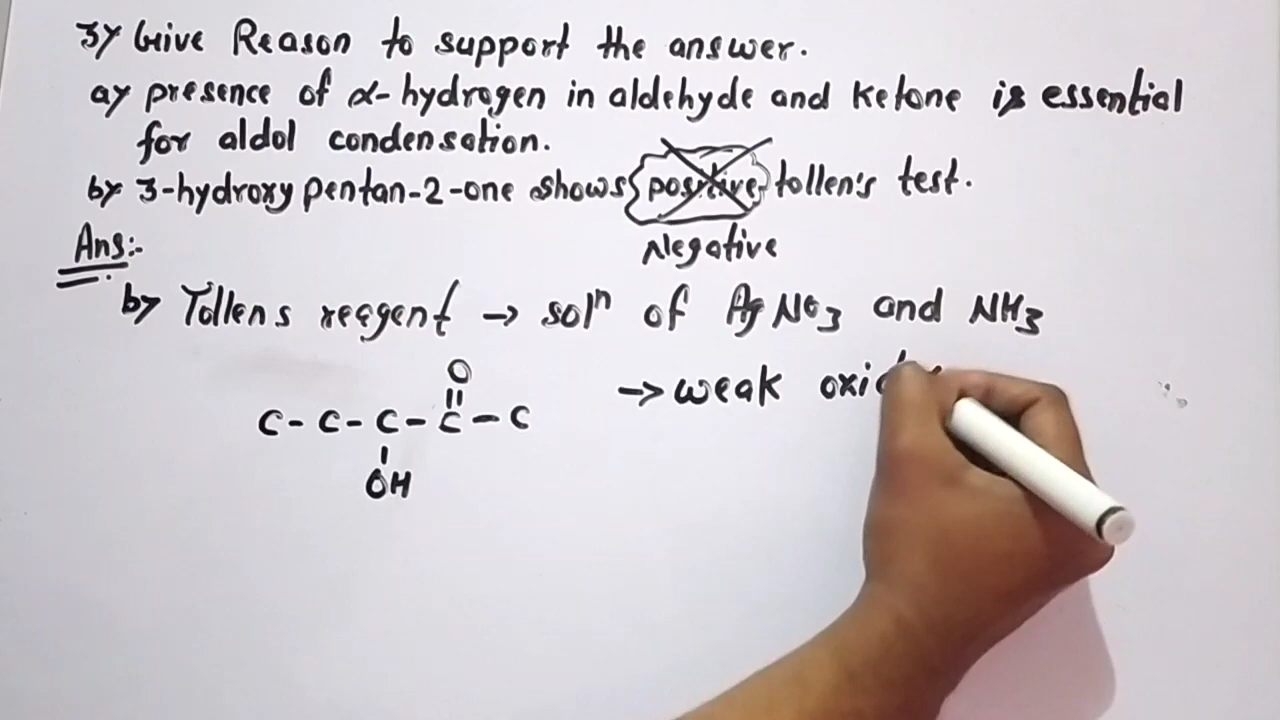 3) Give Reason to support the answer.
a) presence of α-hydrogen in aldehyde and ketone is essential
for aldol condensation.
b) 3-hydroxy pentan-2-one shows positive tollen's test.
Negative
Ans:-
b) Tollens reagent → solⁿ of AgNO3 and NH3
→ weak oxid
O
C-C-C-C-C
OH